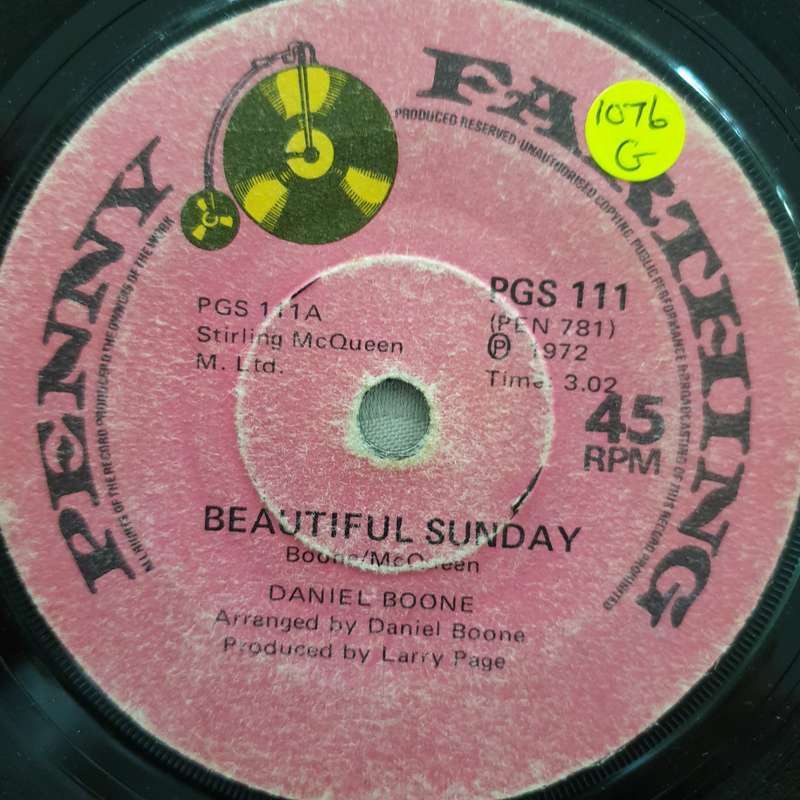 PENNY FARTHING
ALL RIGHTS OF THE RECORD PRODUCER AND THE OWNERS OF THE WORK
PRODUCED RESERVED·UNAUTHORISED COPYING, PUBLIC PERFORMANCE & BROADCASTING OF THIS RECORD PROHIBITED
1076
G
PGS 111A
Stirling McQueen
M. Ltd.
PGS 111
(PEN 781)
Ⓟ 1972
Time: 3.02
45
RPM
BEAUTIFUL SUNDAY
Boone/McQueen
DANIEL BOONE
Arranged by Daniel Boone
Produced by Larry Page